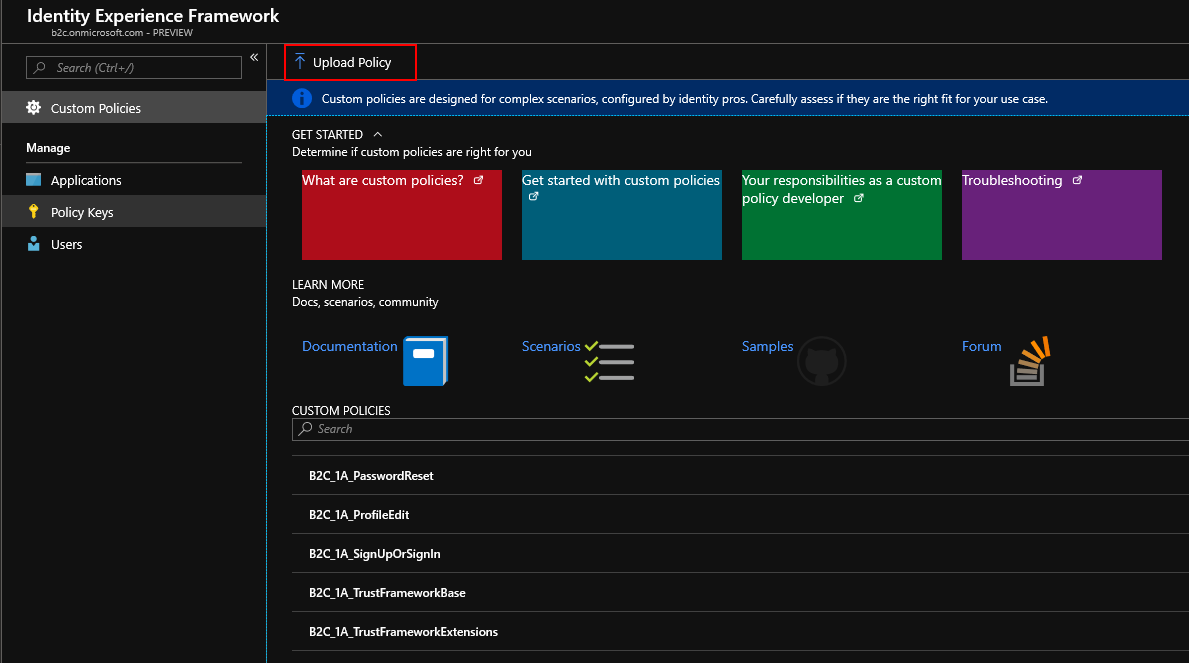 Identity Experience Framework
b2c.onmicrosoft.com - PREVIEW
Search (Ctrl+/)
«
Custom Policies
Manage
Applications
Policy Keys
Users
Upload Policy
Custom policies are designed for complex scenarios, configured by identity pros. Carefully assess if they are the right fit for your use case.
GET STARTED
Determine if custom policies are right for you
What are custom policies?
Get started with custom policies
Your responsibilities as a custom
policy developer
Troubleshooting
LEARN MORE
Docs, scenarios, community
Documentation
Scenarios
Samples
Forum
CUSTOM POLICIES
Search
B2C_1A_PasswordReset
B2C_1A_ProfileEdit
B2C_1A_SignUpOrSignIn
B2C_1A_TrustFrameworkBase
B2C_1A_TrustFrameworkExtensions